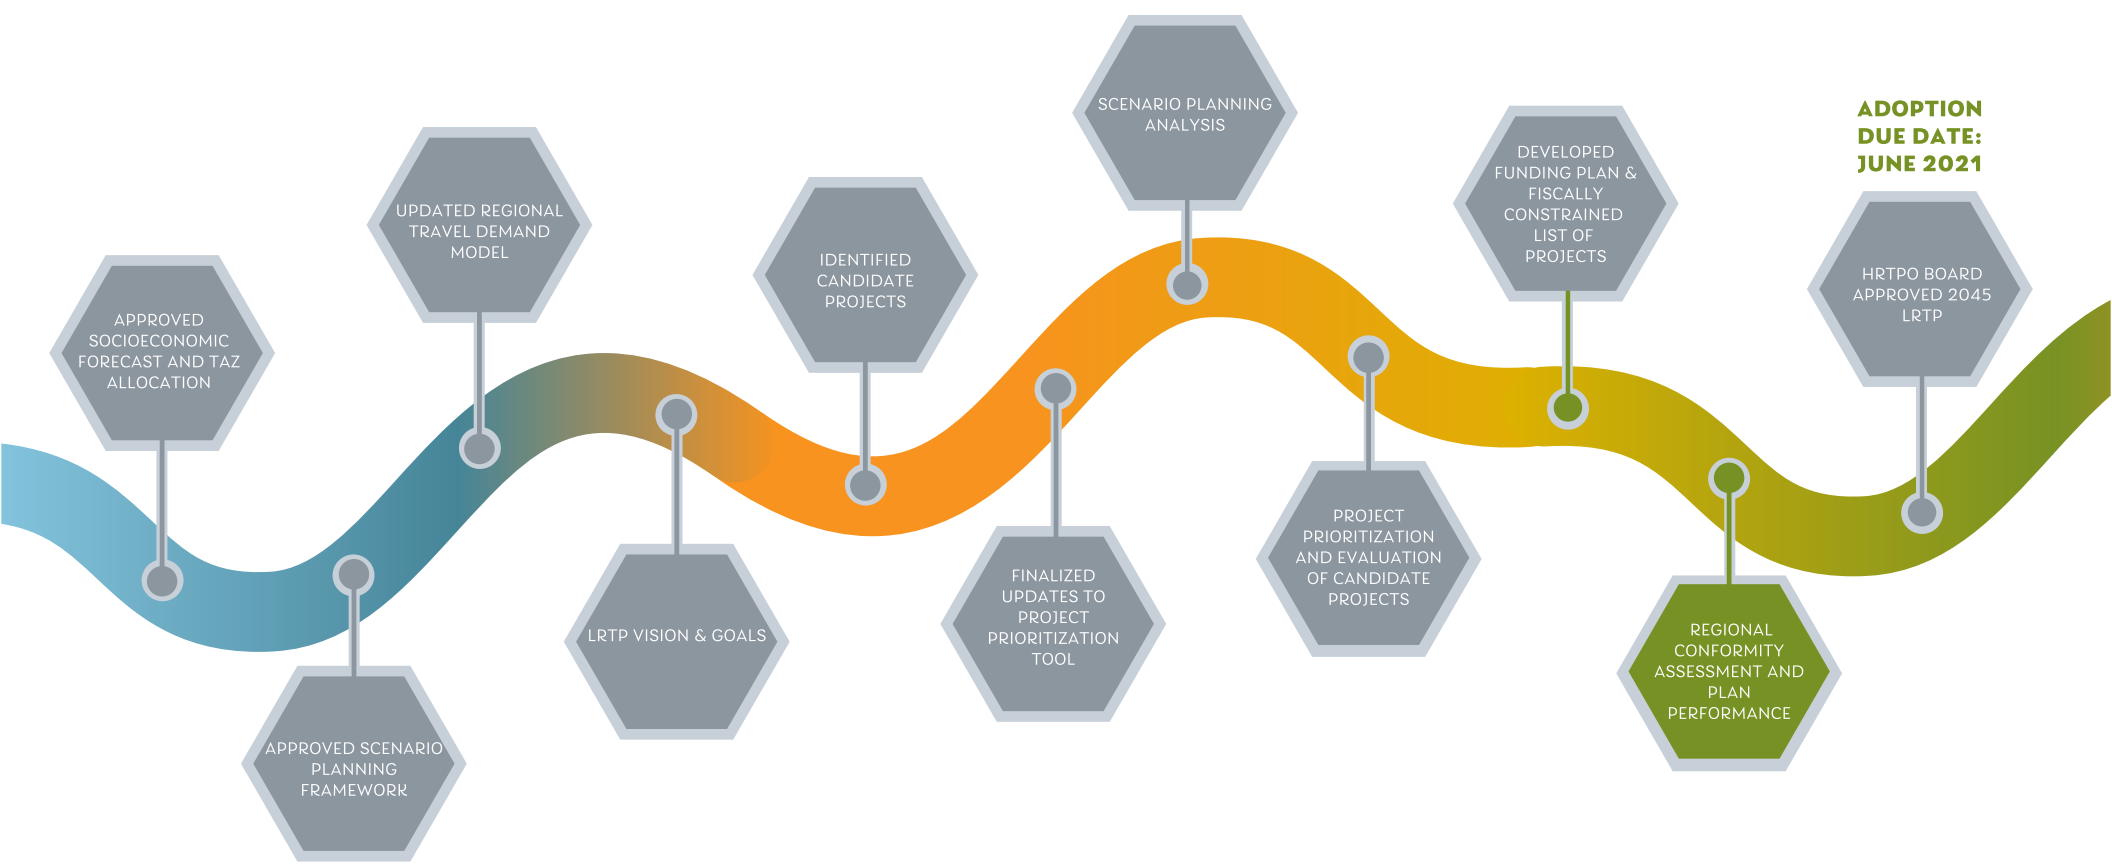 APPROVED
SOCIOECONOMIC
FORECAST AND TAZ
ALLOCATION
APPROVED SCENARIO
PLANNING
FRAMEWORK
UPDATED REGIONAL
TRAVEL DEMAND
MODEL
LRTP VISION & GOALS
IDENTIFIED
CANDIDATE
PROJECTS
FINALIZED
UPDATES TO
PROJECT
PRIORITIZATION
TOOL
SCENARIO PLANNING
ANALYSIS
PROJECT
PRIORITIZATION
AND EVALUATION
OF CANDIDATE
PROJECTS
DEVELOPED
FUNDING PLAN &
FISCALLY
CONSTRAINED
LIST OF
PROJECTS
REGIONAL
CONFORMITY
ASSESSMENT AND
PLAN
PERFORMANCE
ADOPTION
DUE DATE:
JUNE 2021
HRTPO BOARD
APPROVED 2045
LRTP